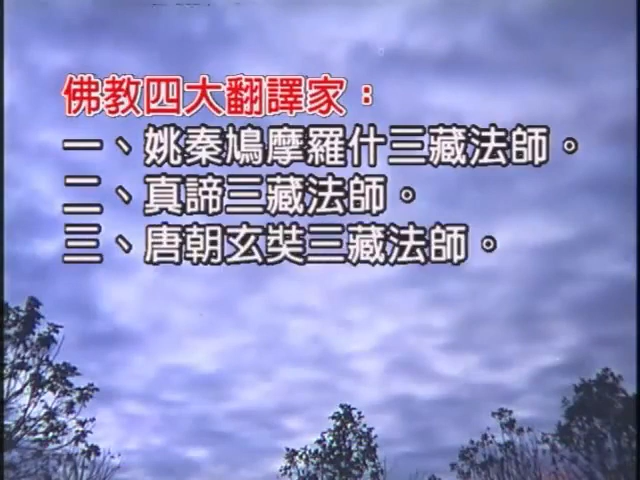 佛教四大翻譯家：
一、姚秦鳩摩羅什三藏法師。
二、真諦三藏法師。
三、唐朝玄奘三藏法師。